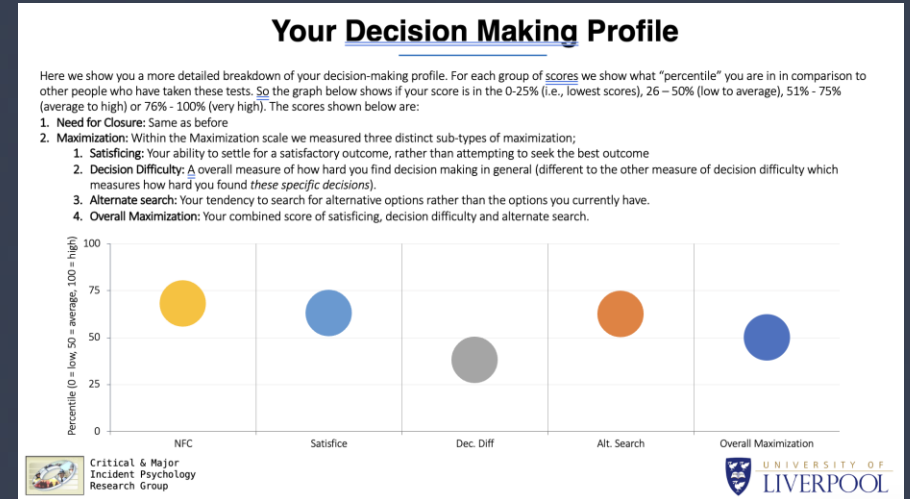 Your Decision Making Profile
Here we show you a more detailed breakdown of your decision-making profile. For each group of scores we show what “percentile” you are in in comparison to
other people who have taken these tests. So the graph below shows if your score is in the 0-25% (i.e., lowest scores), 26 – 50% (low to average), 51% - 75%
(average to high) or 76% - 100% (very high). The scores shown below are:
1. Need for Closure: Same as before
2. Maximization: Within the Maximization scale we measured three distinct sub-types of maximization;
1. Satisficing: Your ability to settle for a satisfactory outcome, rather than attempting to seek the best outcome
2. Decision Difficulty: A overall measure of how hard you find decision making in general (different to the other measure of decision difficulty which
measures how hard you found these specific decisions).
3. Alternate search: Your tendency to search for alternative options rather than the options you currently have.
4. Overall Maximization: Your combined score of satisficing, decision difficulty and alternate search.
Percentile (0 = low, 50 = average, 100 = high)
100
75
50
25
0
NFC
Satisfice
Dec. Diff
Alt. Search
Overall Maximization
Critical & Major
Incident Psychology
Research Group
UNIVERSITY OF
LIVERPOOL